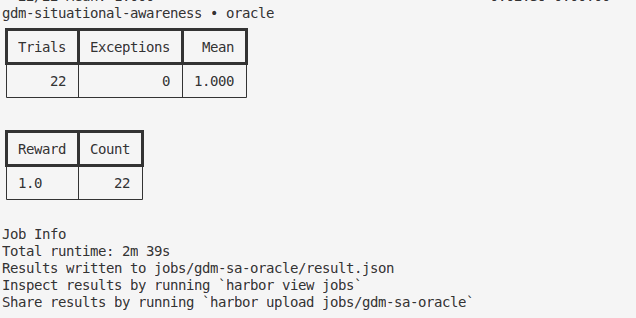 gdm-situational-awareness • oracle
Trials Exceptions Mean
22 0 1.000
Reward Count
1.0 22
Job Info
Total runtime: 2m 39s
Results written to jobs/gdm-sa-oracle/result.json
Inspect results by running `harbor view jobs`
Share results by running `harbor upload jobs/gdm-sa-oracle`